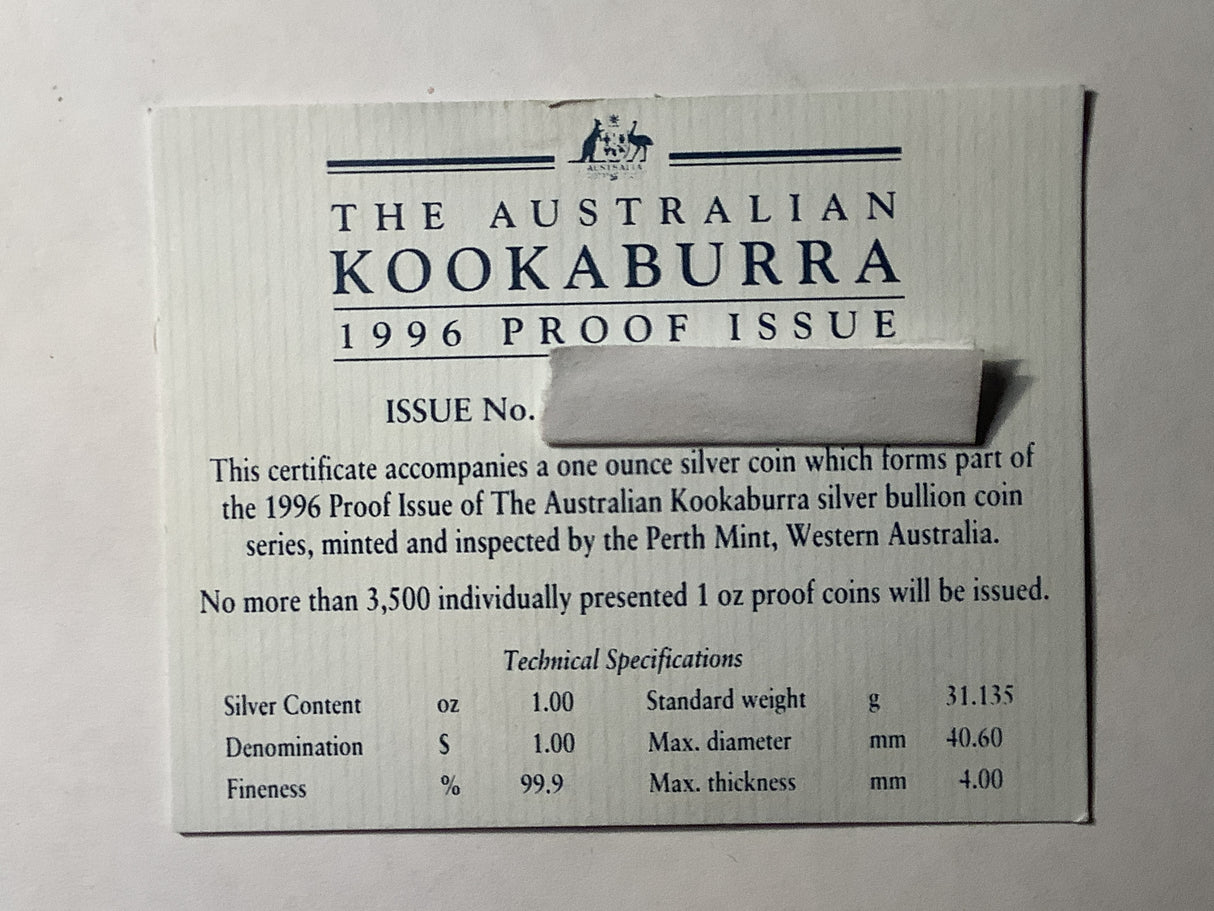 AUSTRALIA
THE AUSTRALIAN
KOOKABURRA
1996 PROOF ISSUE
ISSUE No.
This certificate accompanies a one ounce silver coin which forms part of
the 1996 Proof Issue of The Australian Kookaburra silver bullion coin
series, minted and inspected by the Perth Mint, Western Australia.
No more than 3,500 individually presented 1 oz proof coins will be issued.
Technical Specifications
Silver Content oz 1.00 Standard weight g 31.135
Denomination $ 1.00 Max. diameter mm 40.60
Fineness % 99.9 Max. thickness mm 4.00